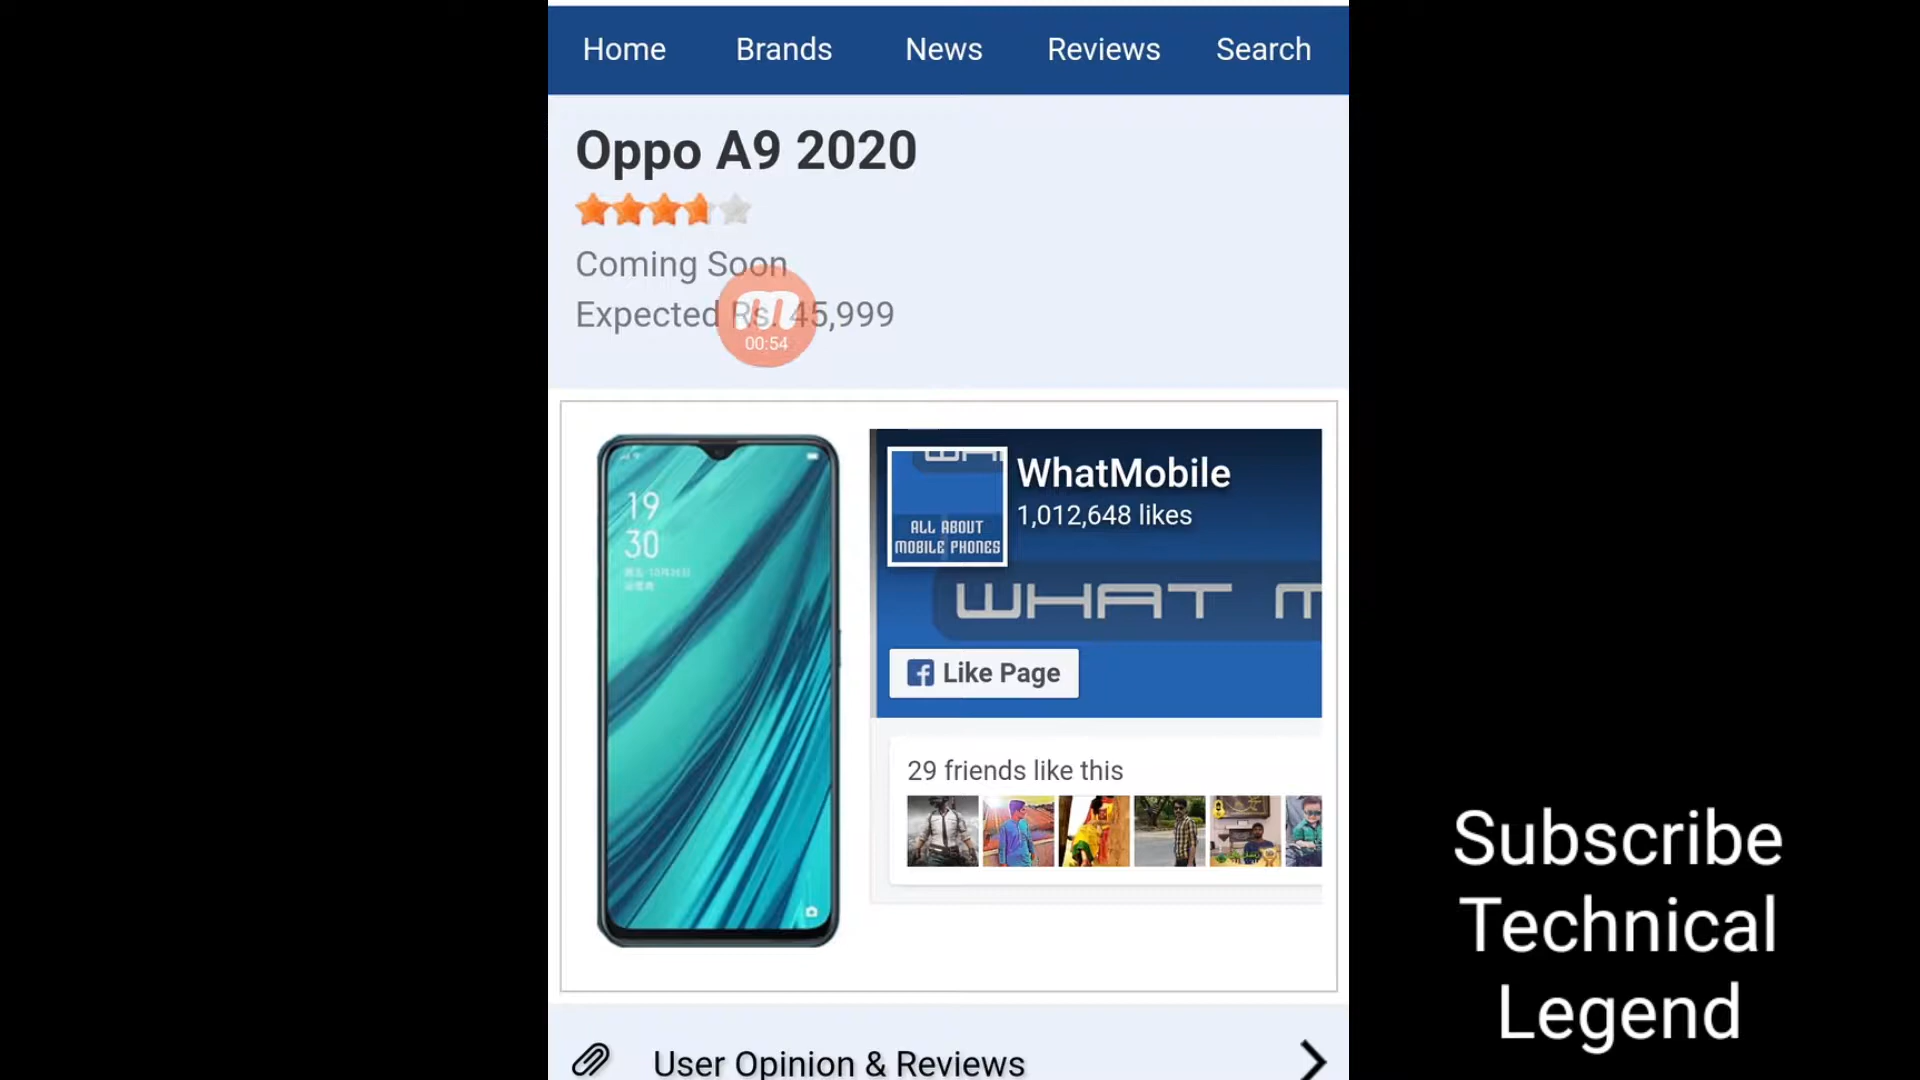 Home Brands News Reviews Search
Oppo A9 2020
Coming Soon
Expected Rs. 45,999
00:54
19
30
WhatMobile
1,012,648 likes
ALL ABOUT
MOBILE PHONES
WHAT M
Like Page
29 friends like this
User Opinion & Reviews
Subscribe
Technical
Legend